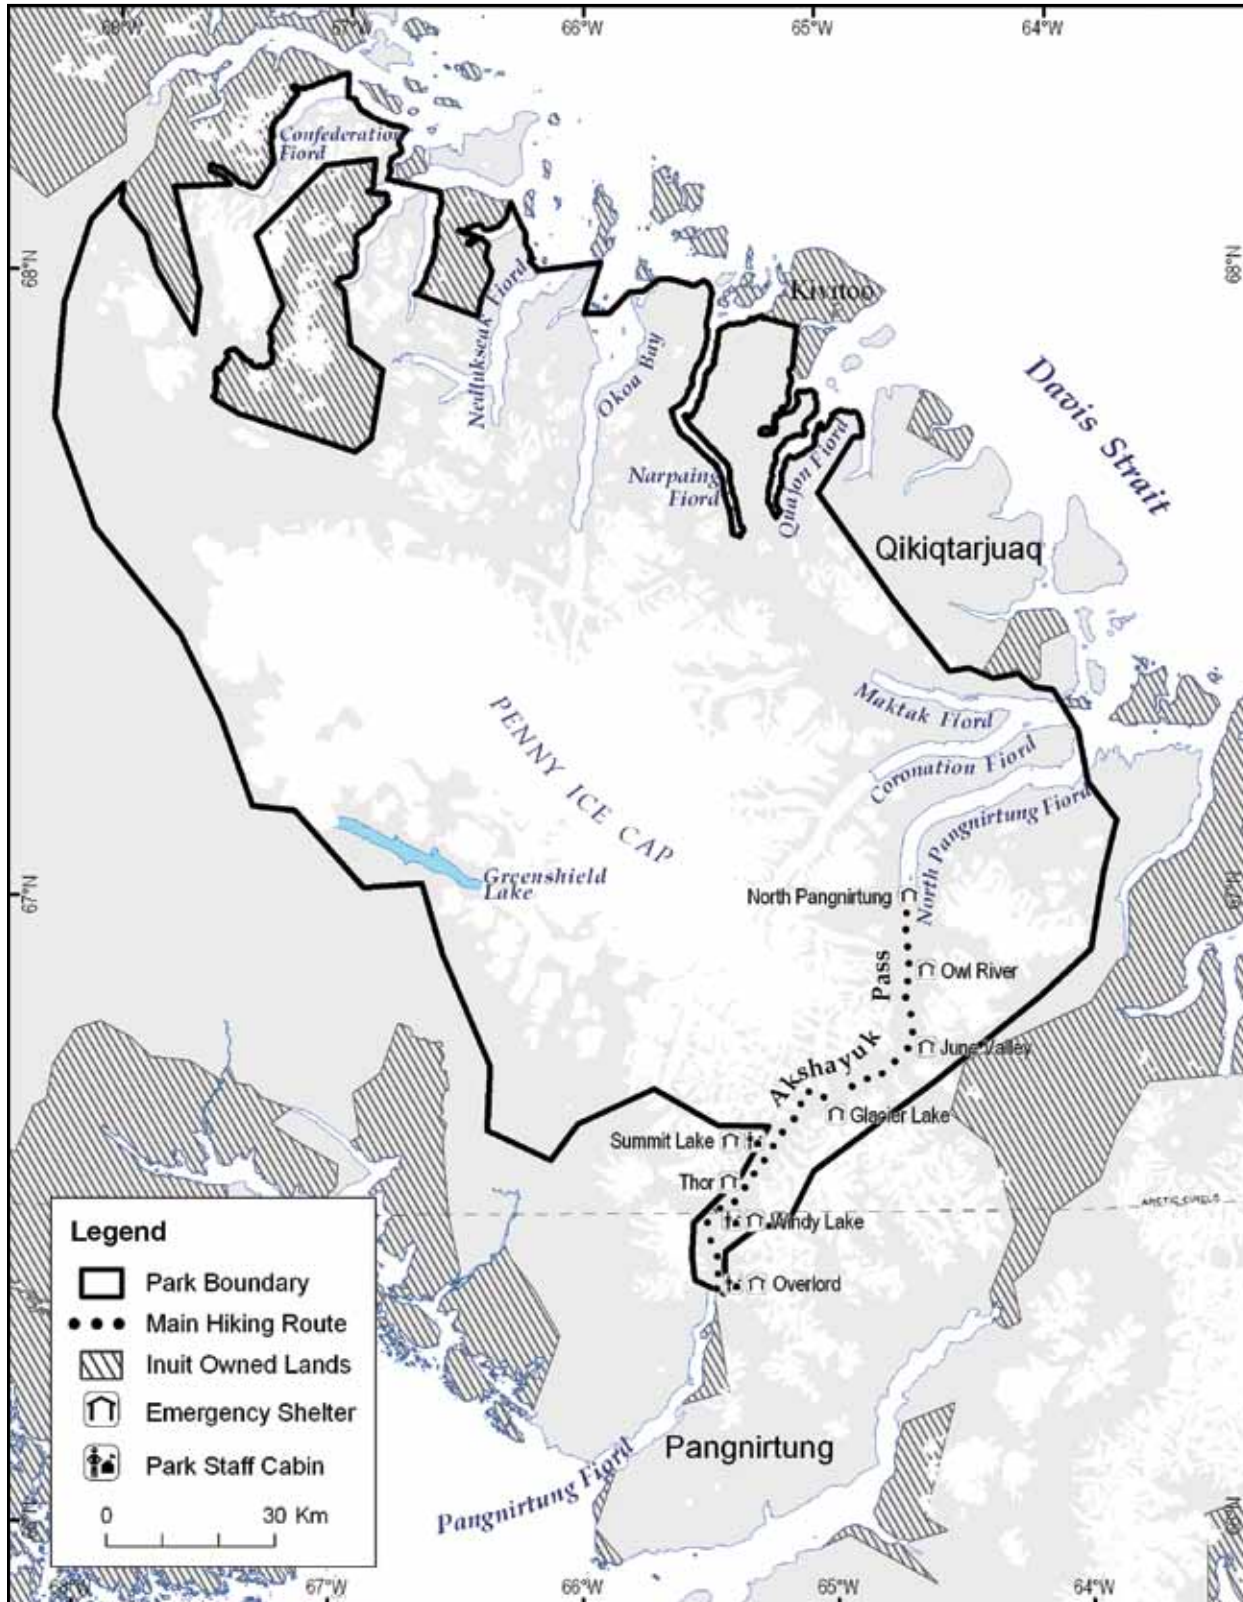 68°W 67°W 66°W 65°W 64°W
Confederation
Fiord
68°N
68°N
Kivitoo
Nedlukseak Fiord
Okoa Bay
Davis Strait
Narpaing
Fiord
Quajon Fiord
Qikiqtarjuaq
Maktak Fiord
Coronation Fiord
PENNY ICE CAP
North Pangnirtung Fiord
Greenshield
Lake
67°N
North Pangnirtung
Owl River
Akshayuk Pass
June Valley
Glacier Lake
Summit Lake
Thor
ARCTIC CIRCLE
Windy Lake
Overlord
Legend
Park Boundary
Main Hiking Route
Inuit Owned Lands
Emergency Shelter
Park Staff Cabin
0 30 Km
Pangnirtung
Pangnirtung Fiord
67°W 66°W 65°W 64°W